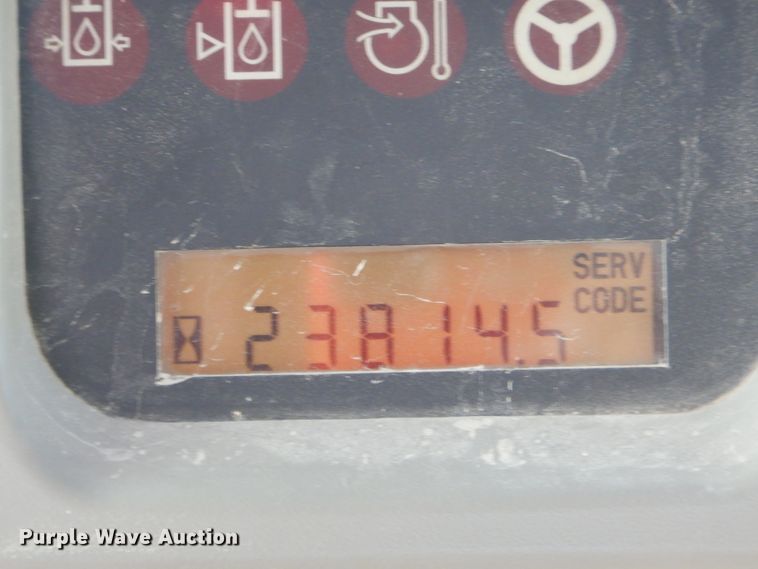 SERV
CODE
23814.5
Purple Wave Auction